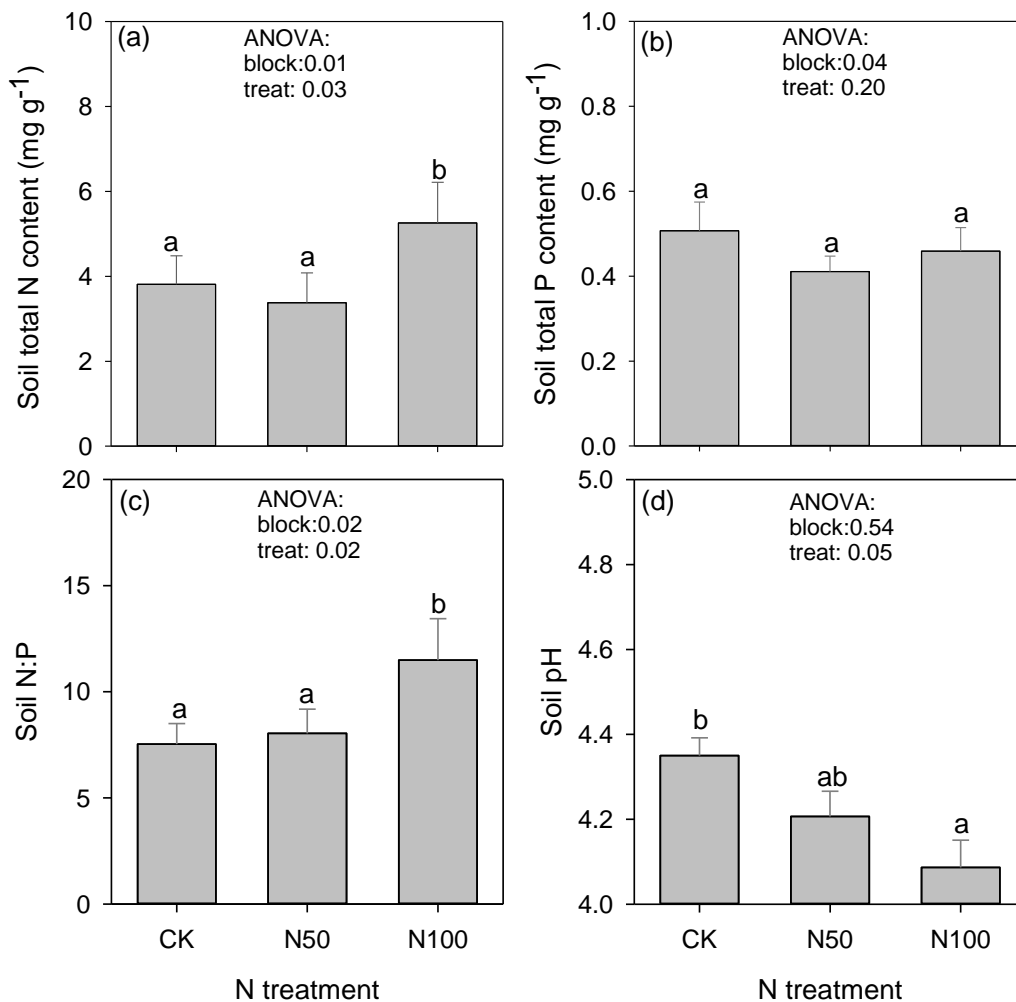 (a)
ANOVA:
block:0.01
treat: 0.03
Soil total N content (mg g⁻¹)
10
8
6
4
2
0
a
a
b
(b)
ANOVA:
block:0.04
treat: 0.20
Soil total P content (mg g⁻¹)
1.0
0.8
0.6
0.4
0.2
0.0
a
a
a
(c)
ANOVA:
block:0.02
treat: 0.02
Soil N:P
20
15
10
5
0
a
a
b
CK N50 N100
N treatment
(d)
ANOVA:
block:0.54
treat: 0.05
Soil pH
5.0
4.8
4.6
4.4
4.2
4.0
b
ab
a
CK N50 N100
N treatment